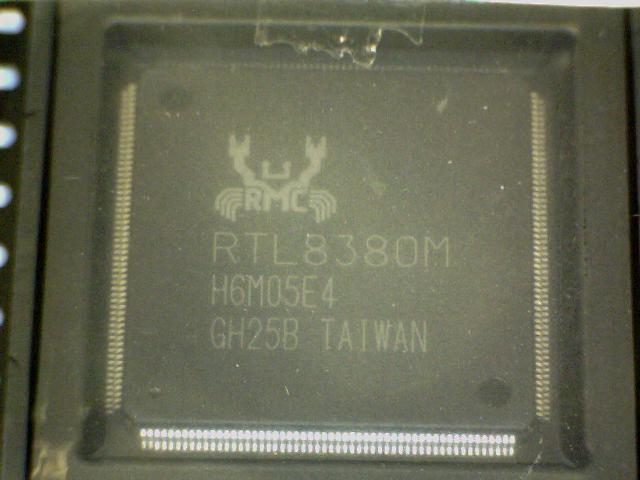 RMC
RTL8380M
H6M05E4
GH25B TAIWAN